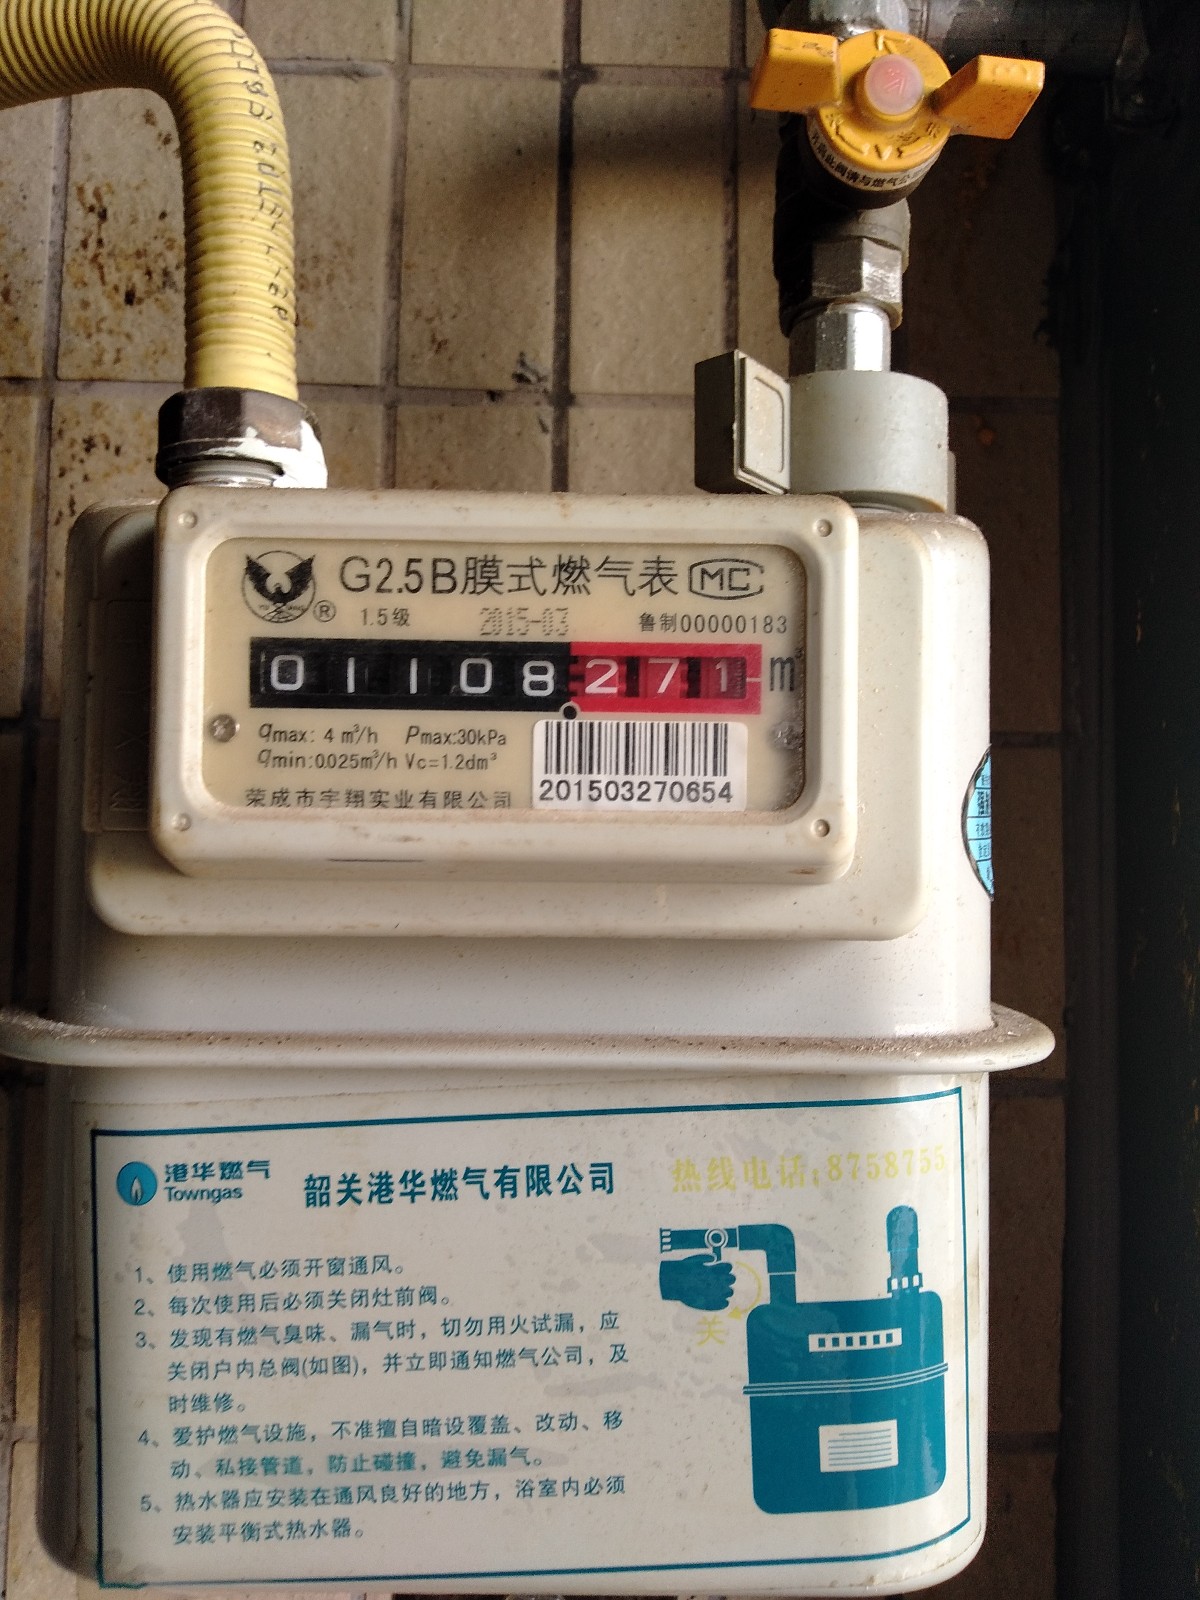 G2.5B膜式燃气表 MC
® 1.5级 2015-03 鲁制00000183
01108271 m³
qmax: 4 m³/h Pmax:30kPa
qmin:0.025m³/h Vc=1.2dm³
荣成市宇翔实业有限公司
201503270654
港华燃气
Towngas
韶关港华燃气有限公司
热线电话:8758755
1、使用燃气必须开窗通风。
2、每次使用后必须关闭灶前阀。
3、发现有燃气臭味、漏气时，切勿用火试漏，应
关闭户内总阀(如图)，并立即通知燃气公司，及
时维修。
4、爱护燃气设施，不准擅自暗设覆盖、改动、移
动、私接管道，防止碰撞，避免漏气。
5、热水器应安装在通风良好的地方，浴室内必须
安装平衡式热水器。
关